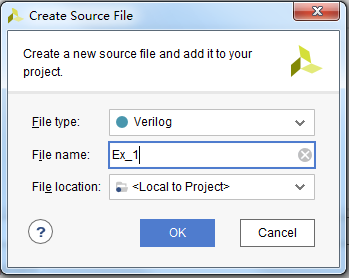 Create Source File
Create a new source file and add it to your
project.
File type: Verilog
File name: Ex_1
File location: <Local to Project>
? OK Cancel